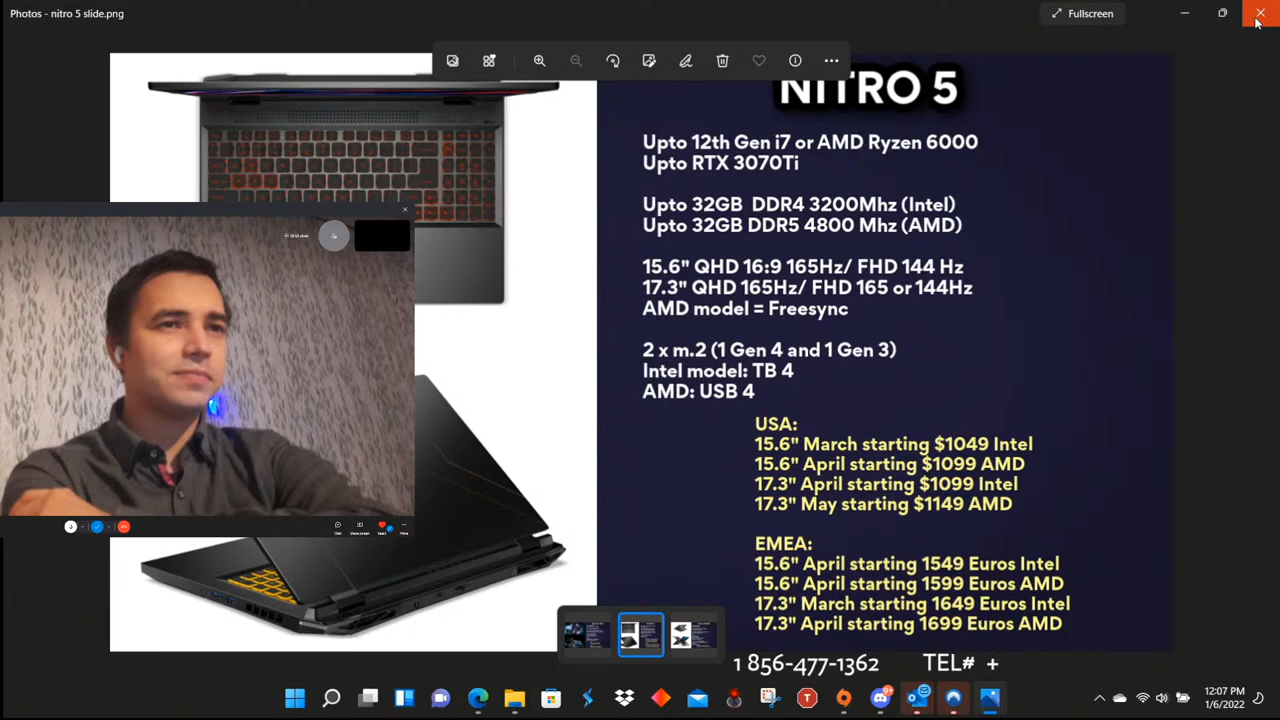 Photos - nitro 5 slide.png
Fullscreen
NITRO 5
Upto 12th Gen i7 or AMD Ryzen 6000
Upto RTX 3070Ti
Upto 32GB DDR4 3200Mhz (Intel)
Upto 32GB DDR5 4800 Mhz (AMD)
15.6" QHD 16:9 165Hz/ FHD 144 Hz
17.3" QHD 165Hz/ FHD 165 or 144Hz
AMD model = Freesync
2 x m.2 (1 Gen 4 and 1 Gen 3)
Intel model: TB 4
AMD: USB 4
USA:
15.6" March starting $1049 Intel
15.6" April starting $1099 AMD
17.3" April starting $1099 Intel
17.3" May starting $1149 AMD
EMEA:
15.6" April starting 1549 Euros Intel
15.6" April starting 1599 Euros AMD
17.3" March starting 1649 Euros Intel
17.3" April starting 1699 Euros AMD
1 856-477-1362 TEL# +
Chat Share screen React More
12:07 PM
1/6/2022